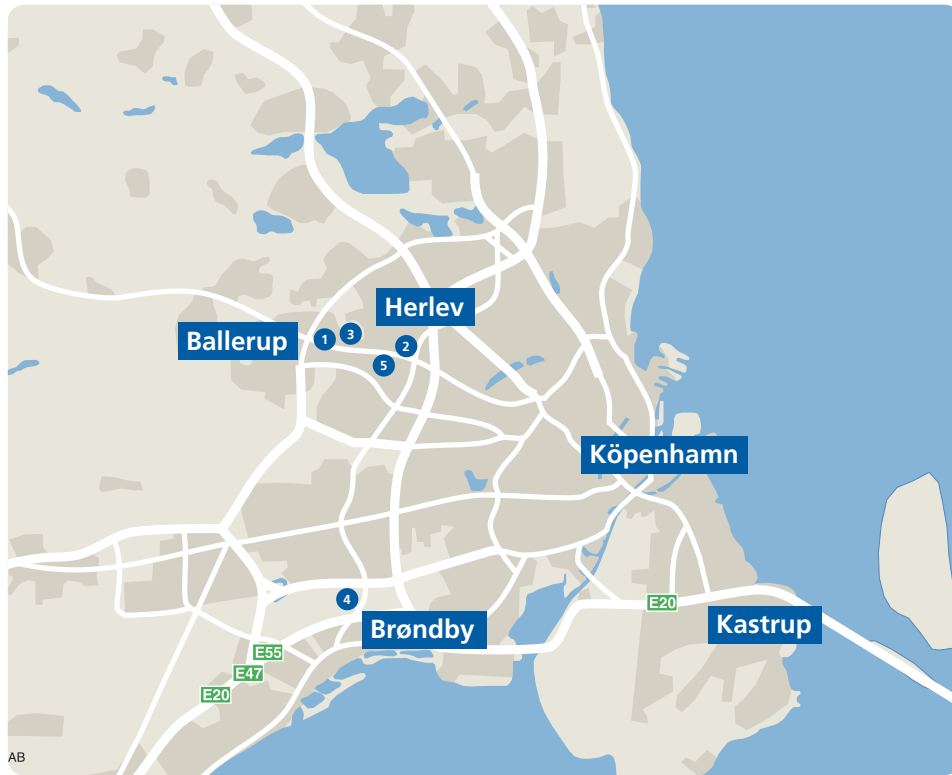 Herlev
Ballerup
1
3
2
5
Köpenhamn
4
Brøndby
E20
Kastrup
E55
E47
E20
AB